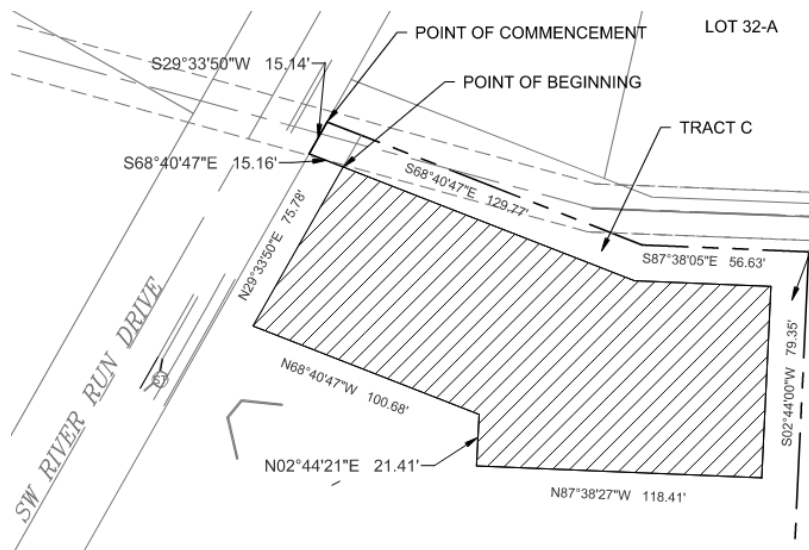 POINT OF COMMENCEMENT
LOT 32-A
S29°33'50"W 15.14'
POINT OF BEGINNING
TRACT C
S68°40'47"E 15.16'
S68°40'47"E 129.77'
N29°33'50"E 75.78'
S87°38'05"E 56.63'
S02°44'00"W 79.35'
SW RIVER RUN DRIVE
N68°40'47"W 100.68'
N02°44'21"E 21.41'
N87°38'27"W 118.41'